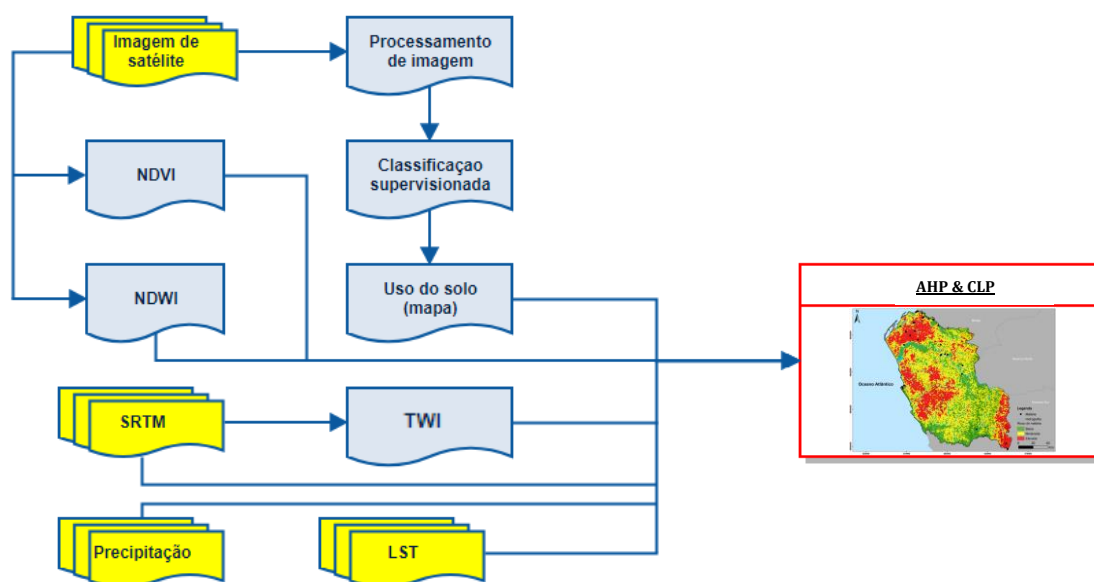 Imagem de
satélite
Processamento
de imagem
NDVI
Classificaçao
supervisionada
NDWI
Uso do solo
(mapa)
AHP & CLP
Oceano Atlântico
Legenda
SRTM
TWI
Precipitação
LST